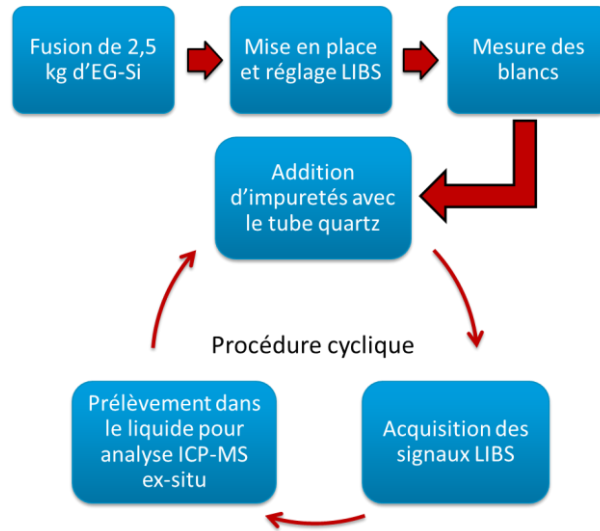 Fusion de 2,5
kg d'EG-Si
Mise en place
et réglage LIBS
Mesure des
blancs
Addition
d'impuretés avec
le tube quartz
Procédure cyclique
Acquisition des
signaux LIBS
Prélèvement dans
le liquide pour
analyse ICP-MS
ex-situ